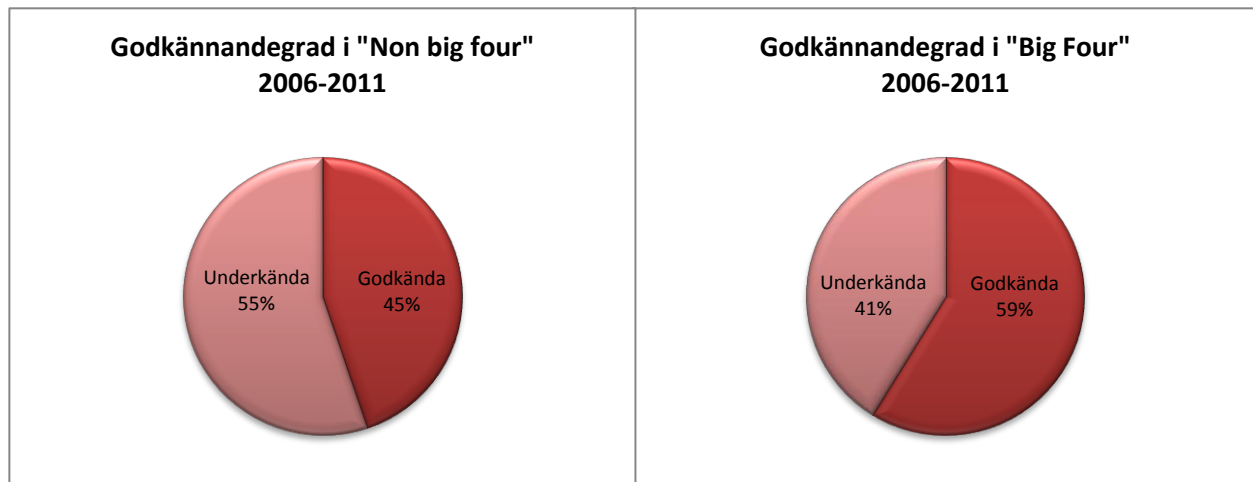 Godkännandegrad i "Non big four"
2006-2011
Underkända
55%
Godkända
45%
Godkännandegrad i "Big Four"
2006-2011
Underkända
41%
Godkända
59%